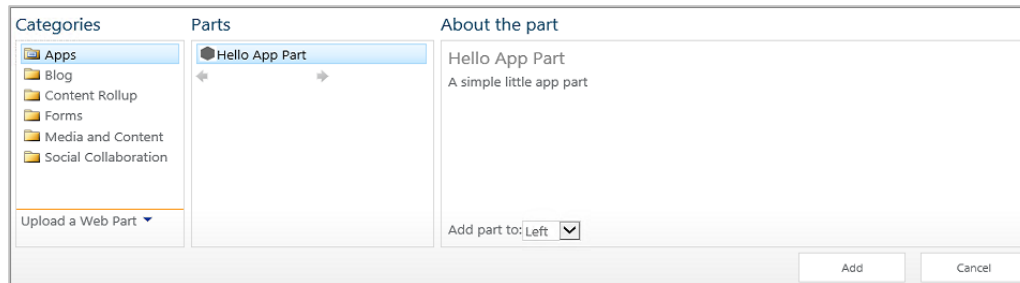 Categories
Apps
Blog
Content Rollup
Forms
Media and Content
Social Collaboration
Upload a Web Part
Parts
Hello App Part
About the part
Hello App Part
A simple little app part
Add part to: Left
Add
Cancel